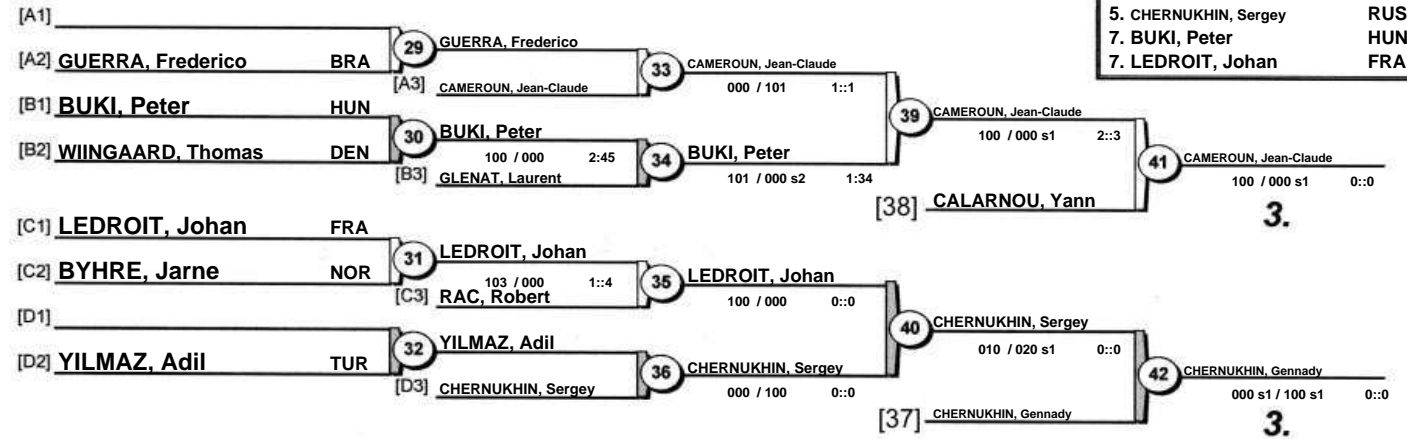 5. CHERNUKHIN, Sergey RUS
7. BUKI, Peter HUN
7. LEDROIT, Johan FRA
[A1]
[A2] GUERRA, Frederico BRA
29
GUERRA, Frederico
[A3] CAMEROUN, Jean-Claude
33
CAMEROUN, Jean-Claude
000 / 101 1::1
[B1] BUKI, Peter HUN
[B2] WIINGAARD, Thomas DEN
30
BUKI, Peter
100 / 000 2:45
[B3] GLENAT, Laurent
34
BUKI, Peter
101 / 000 s2 1:34
39
CAMEROUN, Jean-Claude
100 / 000 s1 2::3
[38] CALARNOU, Yann
41
CAMEROUN, Jean-Claude
100 / 000 s1 0::0
3.
[C1] LEDROIT, Johan FRA
[C2] BYHRE, Jarne NOR
31
LEDROIT, Johan
103 / 000 1::4
[C3] RAC, Robert
35
LEDROIT, Johan
100 / 000 0::0
[D1]
[D2] YILMAZ, Adil TUR
32
YILMAZ, Adil
[D3] CHERNUKHIN, Sergey
36
CHERNUKHIN, Sergey
000 / 100 0::0
40
CHERNUKHIN, Sergey
010 / 020 s1 0::0
[37] CHERNUKHIN, Gennady
42
CHERNUKHIN, Gennady
000 s1 / 100 s1 0::0
3.